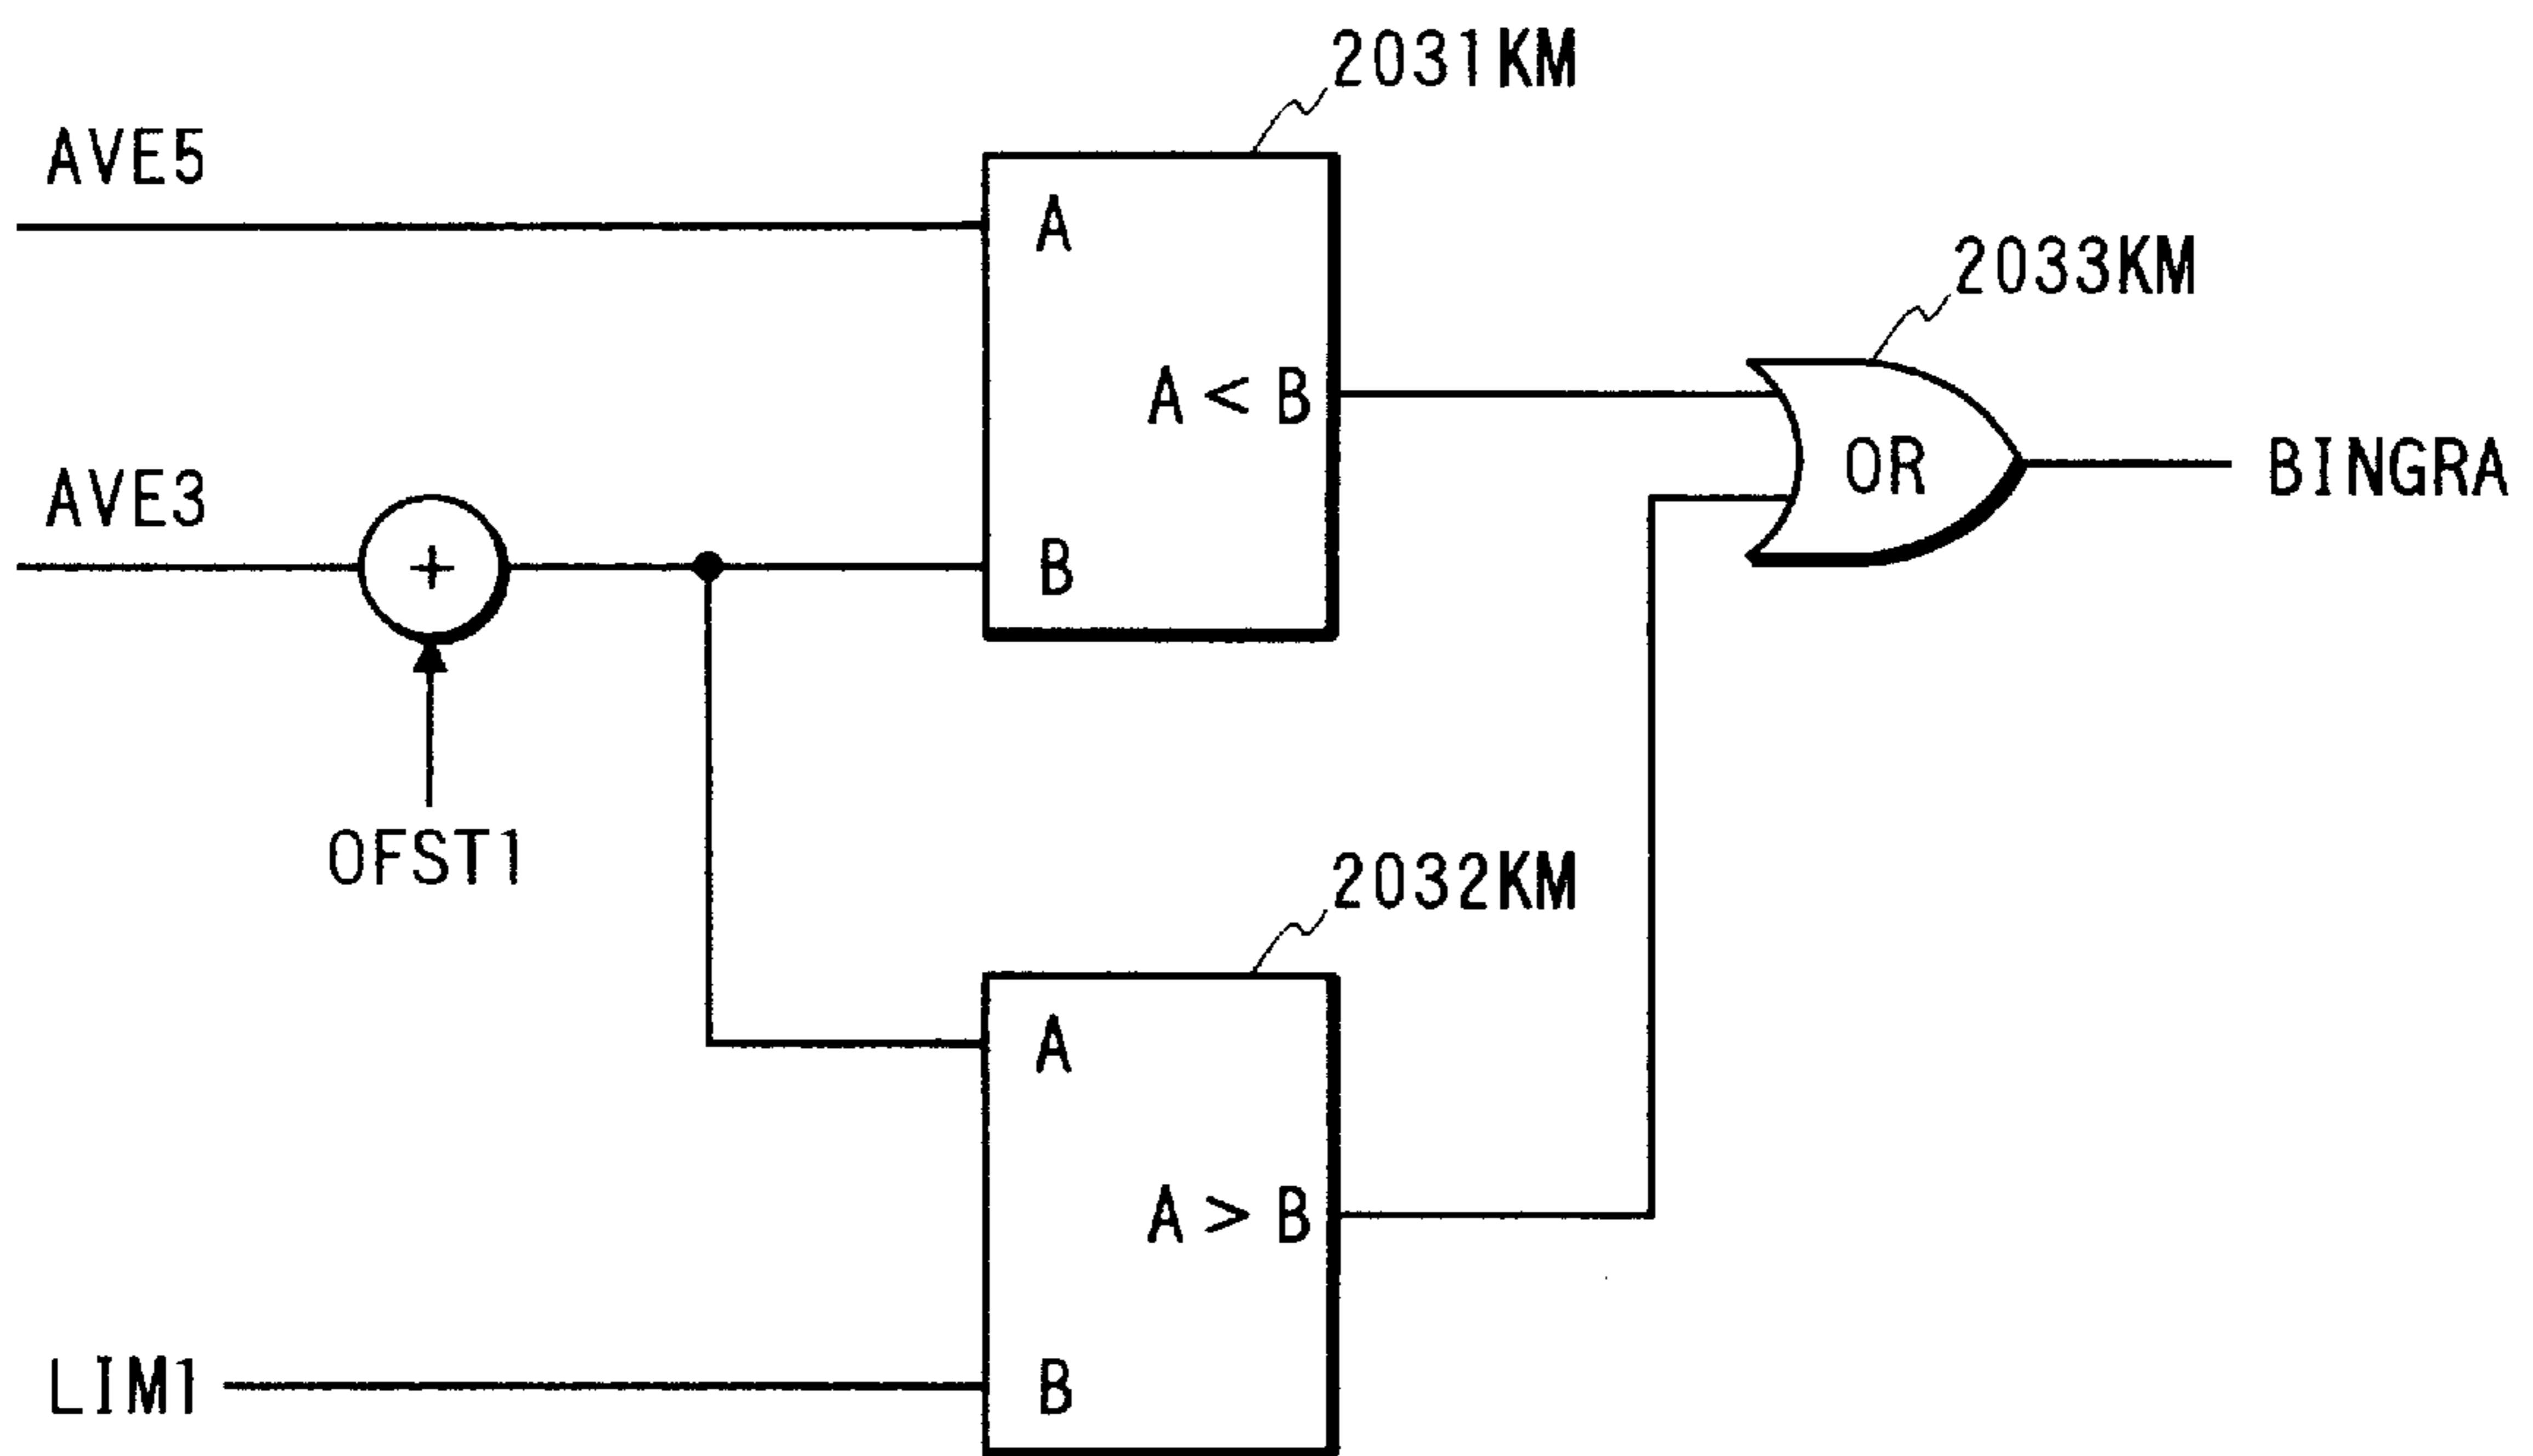 2031KM
AVE5
A
2033KM
A < B
OR
BINGRA
AVE3
+
B
OFST1
2032KM
A
A > B
LIM1
B